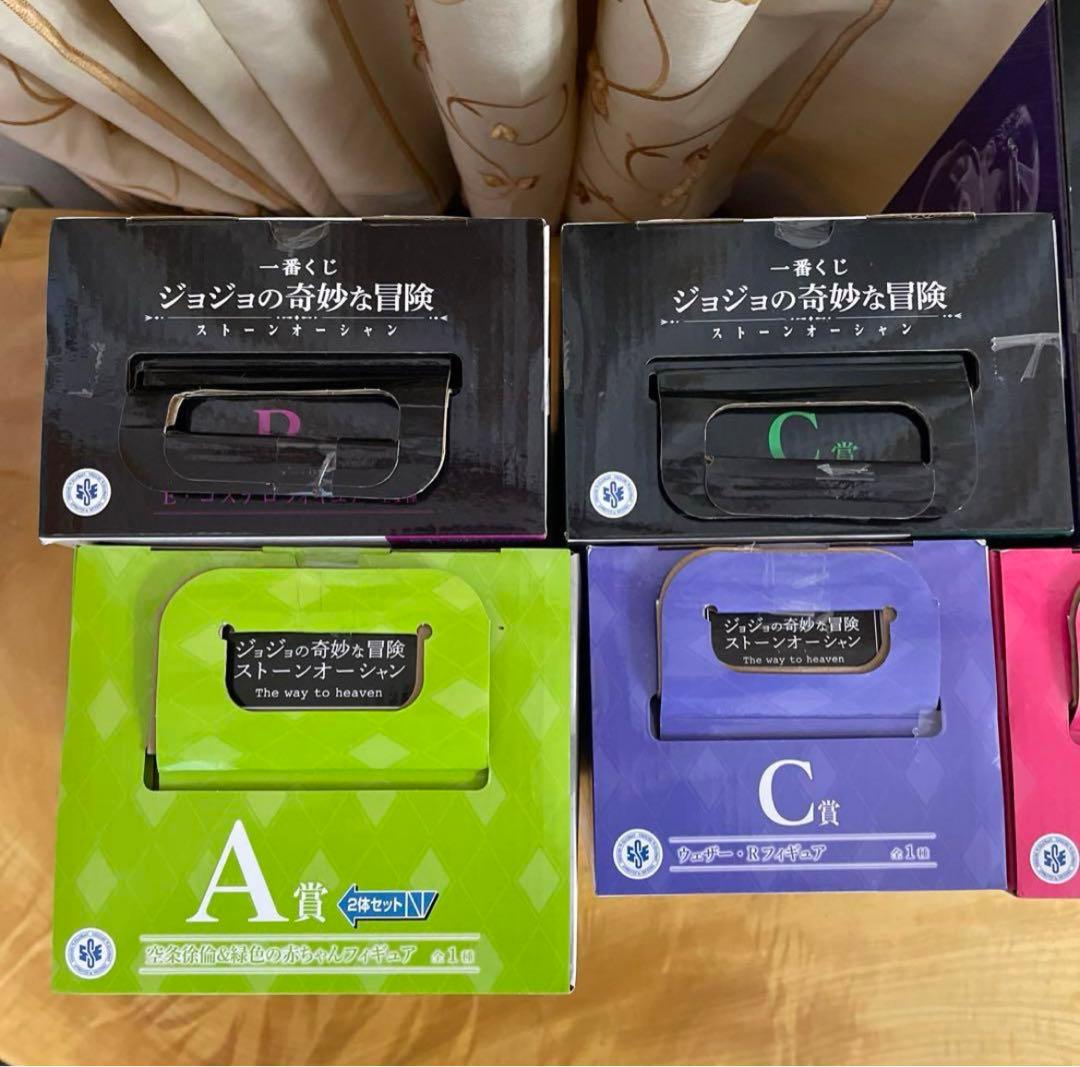 一番くじ
ジョジョの奇妙な冒険
ストーンオーシャン
一番くじ
ジョジョの奇妙な冒険
ストーンオーシャン
C賞
ジョジョの奇妙な冒険
ストーンオーシャン
The way to heaven
A賞
2体セット
空条徐倫&緑色の赤ちゃんフィギュア 全1種
ジョジョの奇妙な冒険
ストーンオーシャン
The way to heaven
C賞
ウェザー・Rフィギュア 全1種